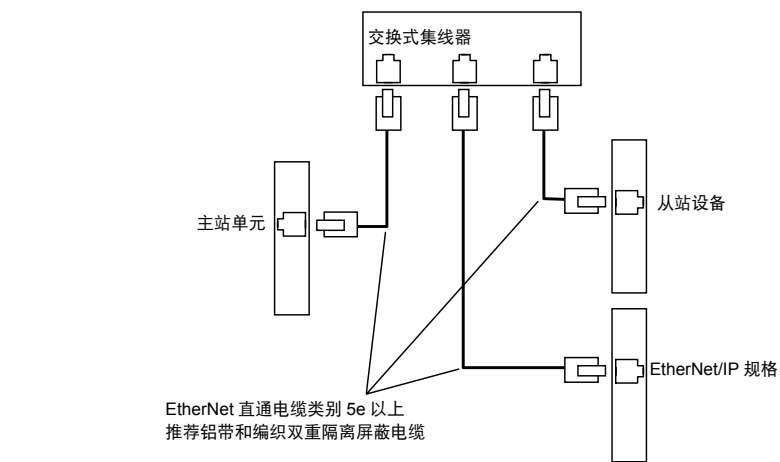 交换式集线器
主站单元
从站设备
EtherNet/IP 规格
EtherNet 直通电缆类别 5e 以上
推荐铝带和编织双重隔离屏蔽电缆